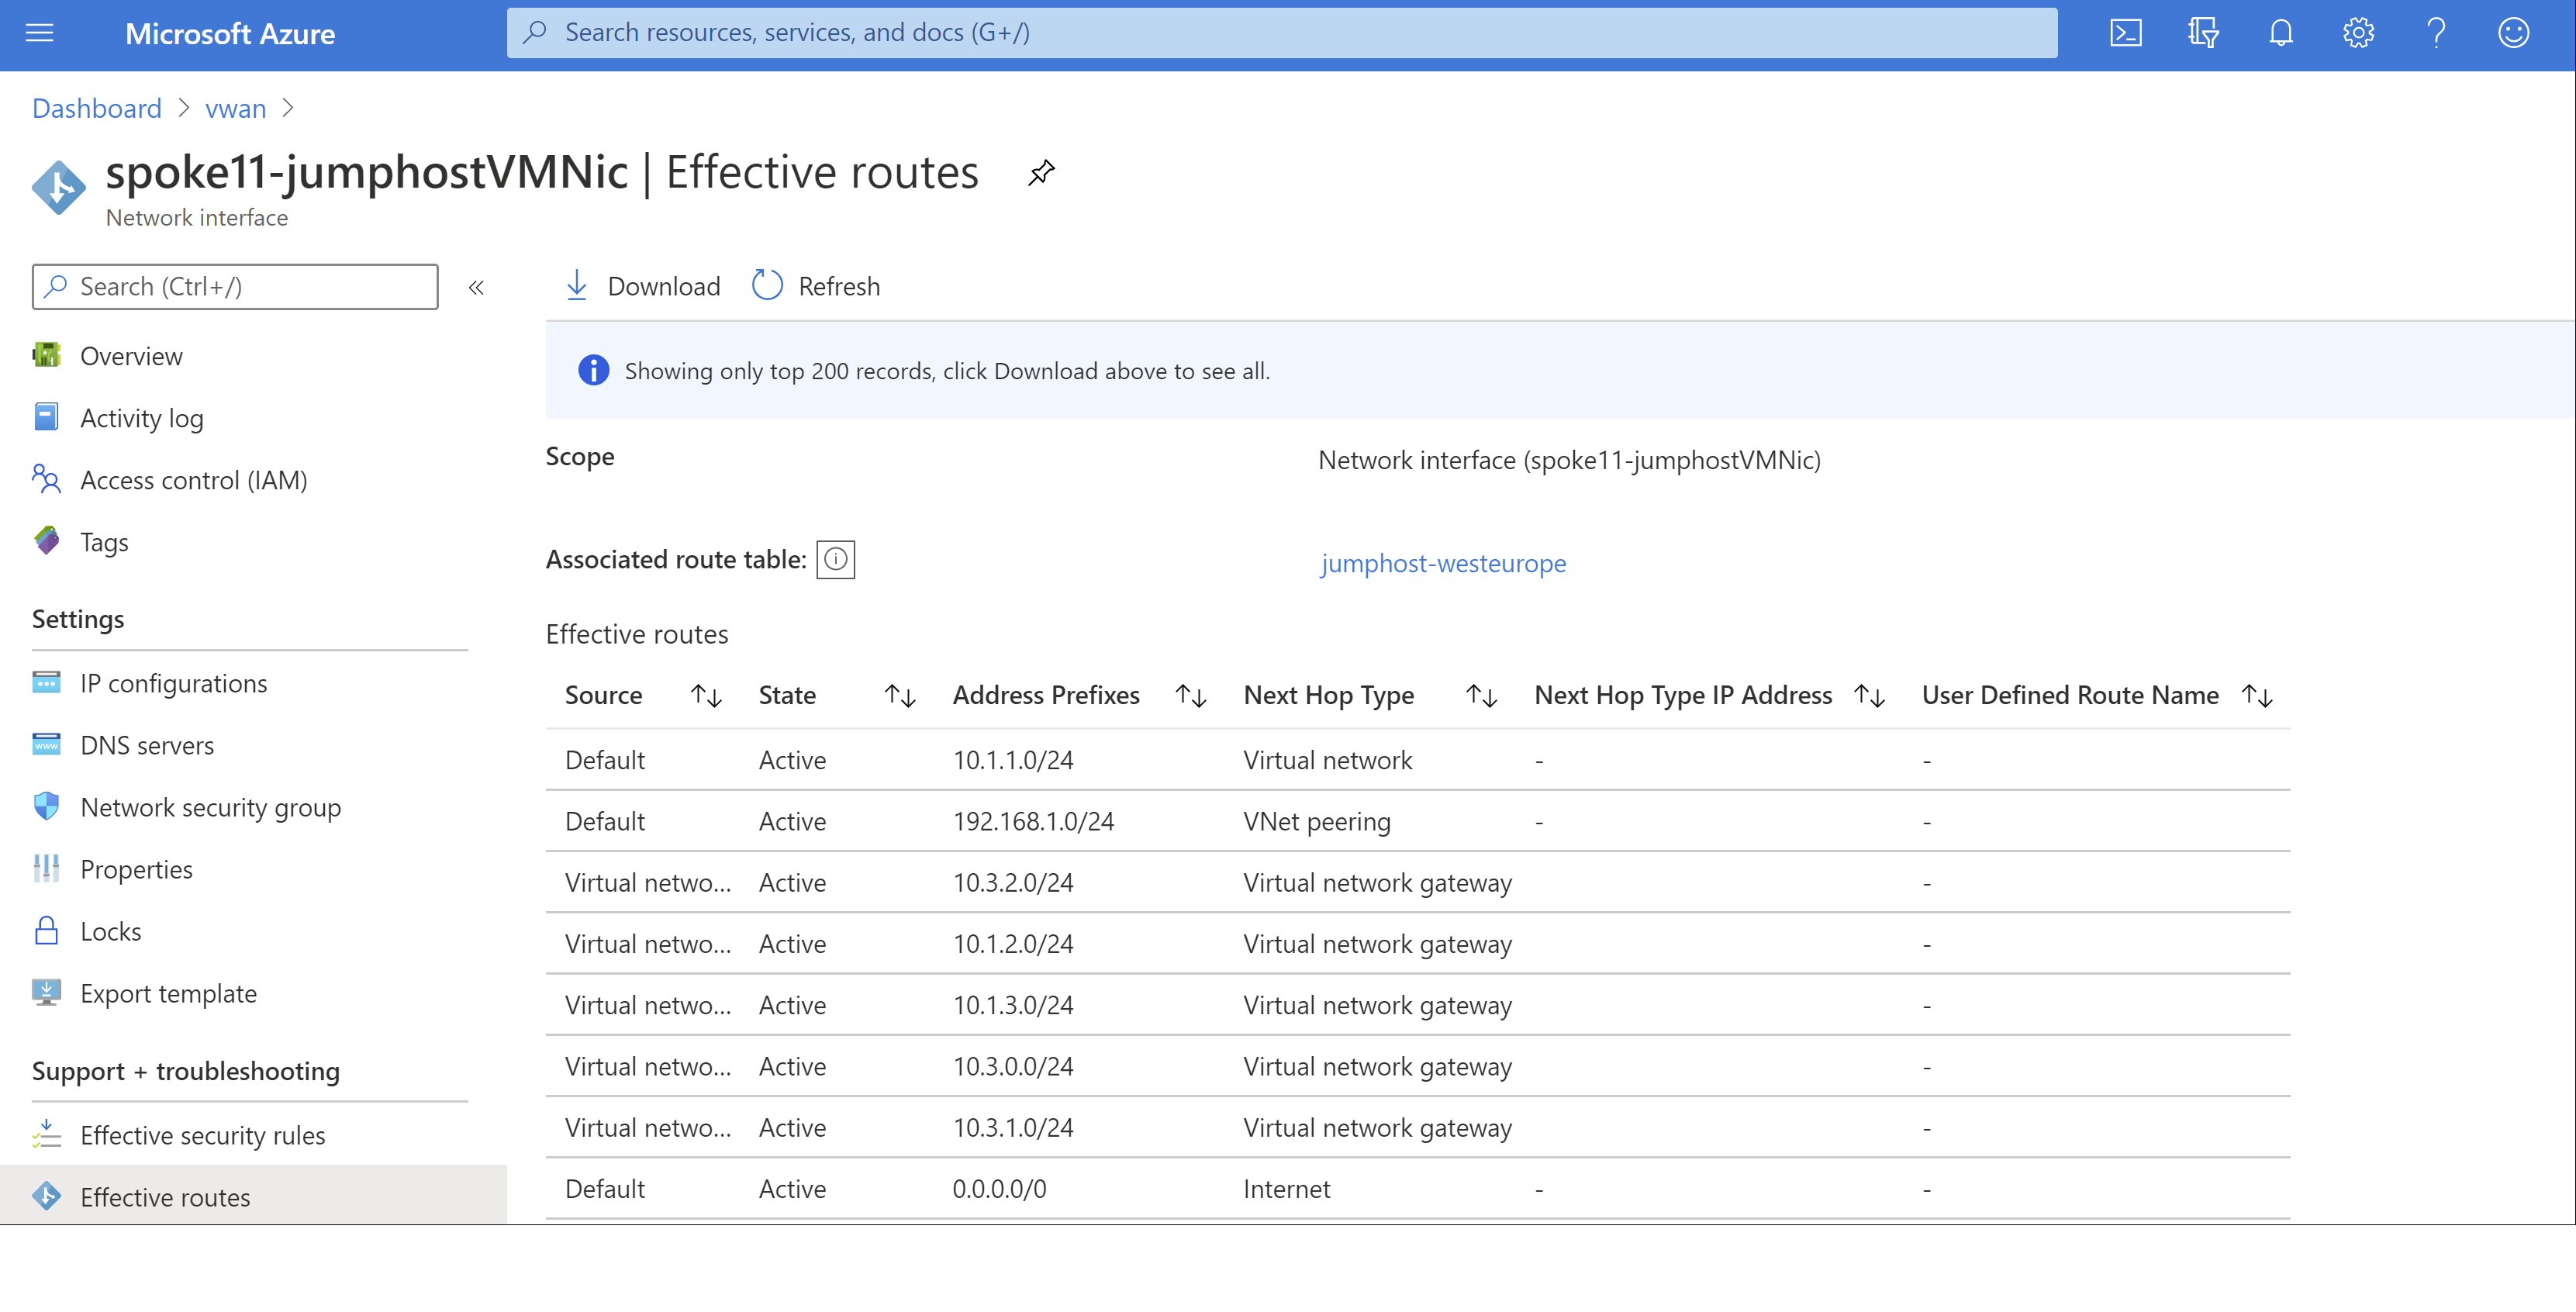 Microsoft Azure
Search resources, services, and docs (G+/)
Dashboard > vwan >
spoke11-jumphostVMNic | Effective routes
Network interface
Search (Ctrl+/)
«
Overview
Activity log
Access control (IAM)
Tags
Settings
IP configurations
DNS servers
Network security group
Properties
Locks
Export template
Support + troubleshooting
Effective security rules
Effective routes
Download Refresh
Showing only top 200 records, click Download above to see all.
Scope Network interface (spoke11-jumphostVMNic)
Associated route table: jumphost-westeurope
Effective routes
Source State Address Prefixes Next Hop Type Next Hop Type IP Address User Defined Route Name
Default Active 10.1.1.0/24 Virtual network - -
Default Active 192.168.1.0/24 VNet peering - -
Virtual netwo... Active 10.3.2.0/24 Virtual network gateway -
Virtual netwo... Active 10.1.2.0/24 Virtual network gateway -
Virtual netwo... Active 10.1.3.0/24 Virtual network gateway -
Virtual netwo... Active 10.3.0.0/24 Virtual network gateway -
Virtual netwo... Active 10.3.1.0/24 Virtual network gateway -
Default Active 0.0.0.0/0 Internet - -